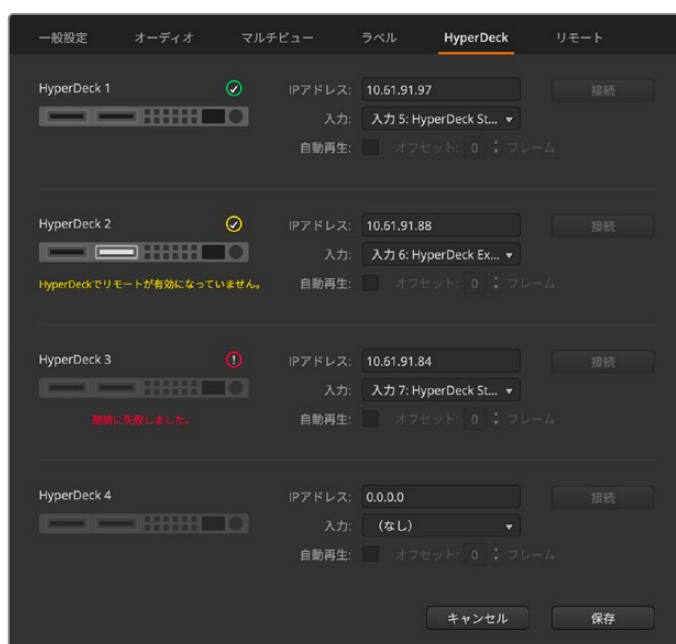 一般設定 オーディオ マルチビュー ラベル HyperDeck リモート
HyperDeck 1 IPアドレス: 10.61.91.97 接続
入力: 入力 5: HyperDeck St...
自動再生: オフセット: 0 フレーム
HyperDeck 2 IPアドレス: 10.61.91.88 接続
入力: 入力 6: HyperDeck Ex...
HyperDeckでリモートが有効になっていません。 自動再生: オフセット: 0 フレーム
HyperDeck 3 IPアドレス: 10.61.91.84 接続
入力: 入力 7: HyperDeck St...
接続に失敗しました。 自動再生: オフセット: 0 フレーム
HyperDeck 4 IPアドレス: 0.0.0.0 接続
入力: (なし)
自動再生: オフセット: 0 フレーム
キャンセル 保存